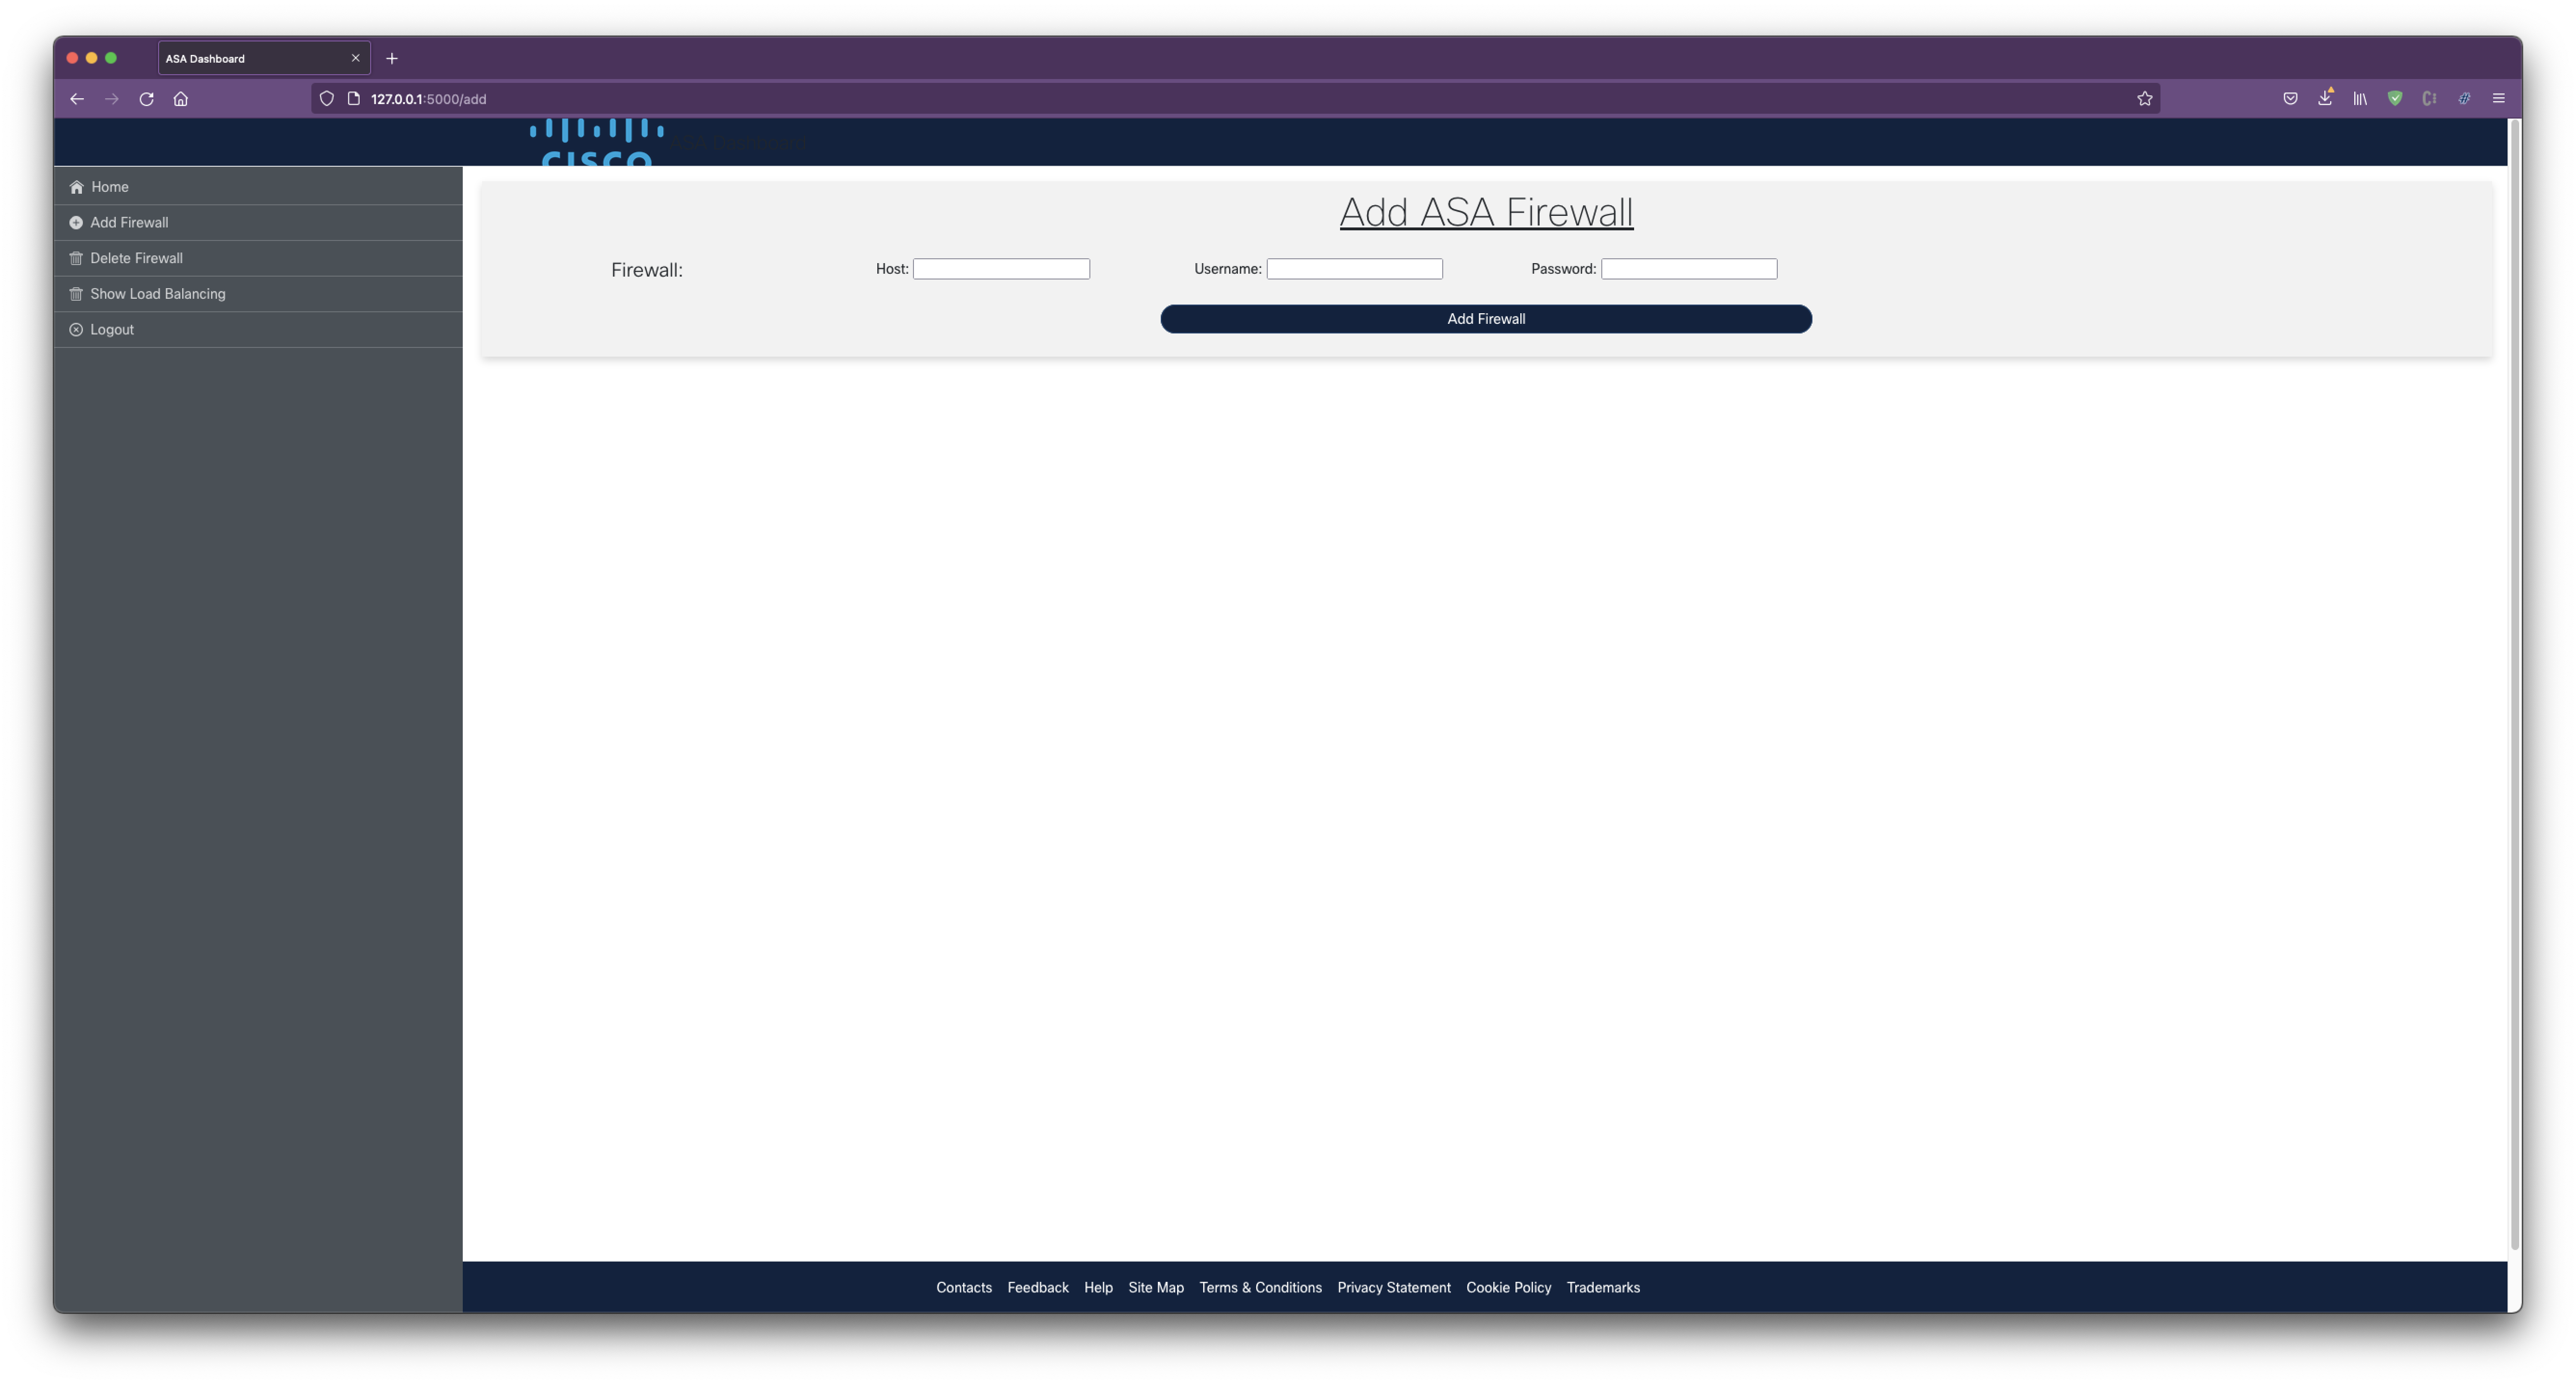 ASA Dashboard
127.0.0.1:5000/add
CISCO
Home
Add Firewall
Delete Firewall
Show Load Balancing
Logout
Add ASA Firewall
Firewall: Host: Username: Password:
Add Firewall
Contacts Feedback Help Site Map Terms & Conditions Privacy Statement Cookie Policy Trademarks